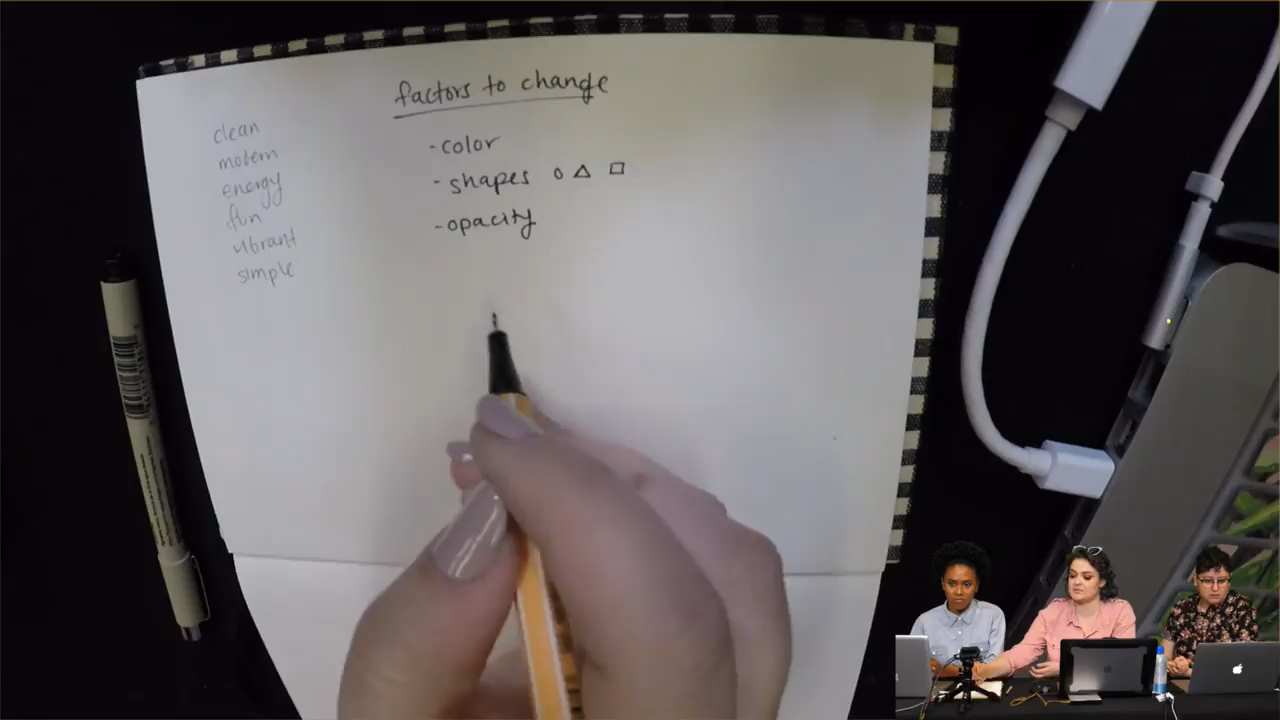 factors to change
-color
-shapes
-opacity
clean
modern
energy
fun
vibrant
simple